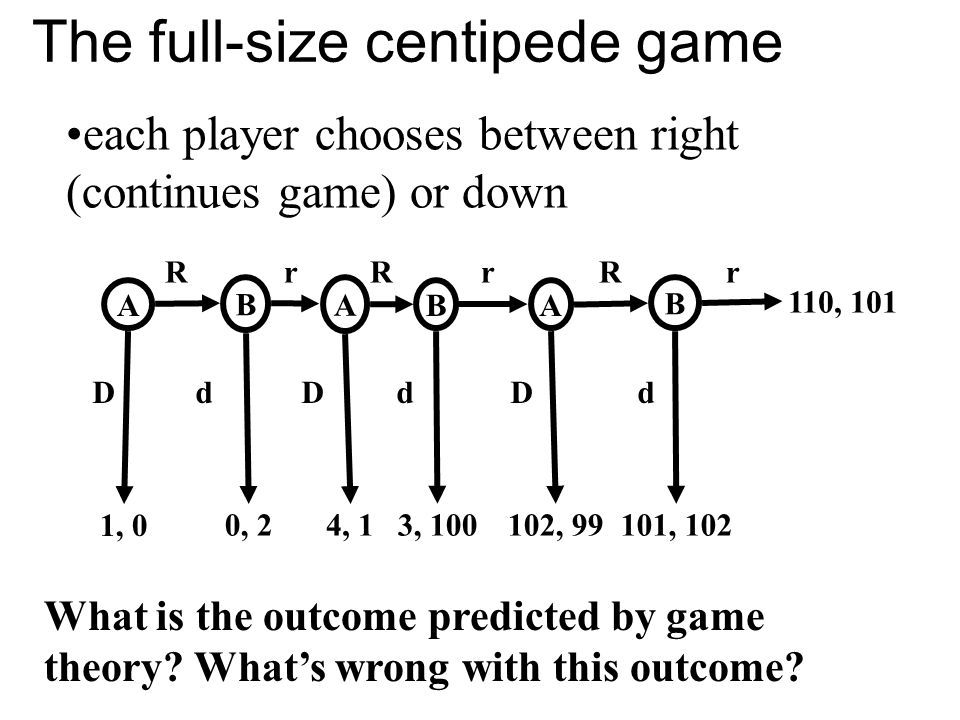 The full-size centipede game
•each player chooses between right
(continues game) or down
R r R r R r
A B A B A B 110, 101
D d D d D d
1, 0 0, 2 4, 1 3, 100 102, 99 101, 102
What is the outcome predicted by game
theory? What’s wrong with this outcome?